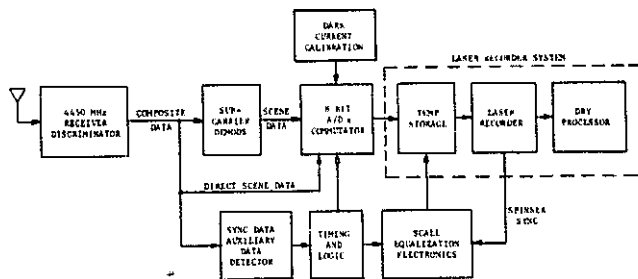 DARK
CURRENT
CALIBRATION
LASER RECORDER SYSTEM
4450 MHz
RECEIVER
DISCRIMINATOR
COMPOSITE
DATA
SUB-
CARRIER
DEMODS
SCENE
DATA
8 BIT
A/D &
COMMUTATOR
TEMP
STORAGE
LASER
RECORDER
DRY
PROCESSOR
DIRECT SCENE DATA
SPINNER
SYNC
SYNC DATA
AUXILIARY
DATA
DETECTOR
TIMING
AND
LOGIC
SCALL
EQUALIZATION
ELECTRONICS